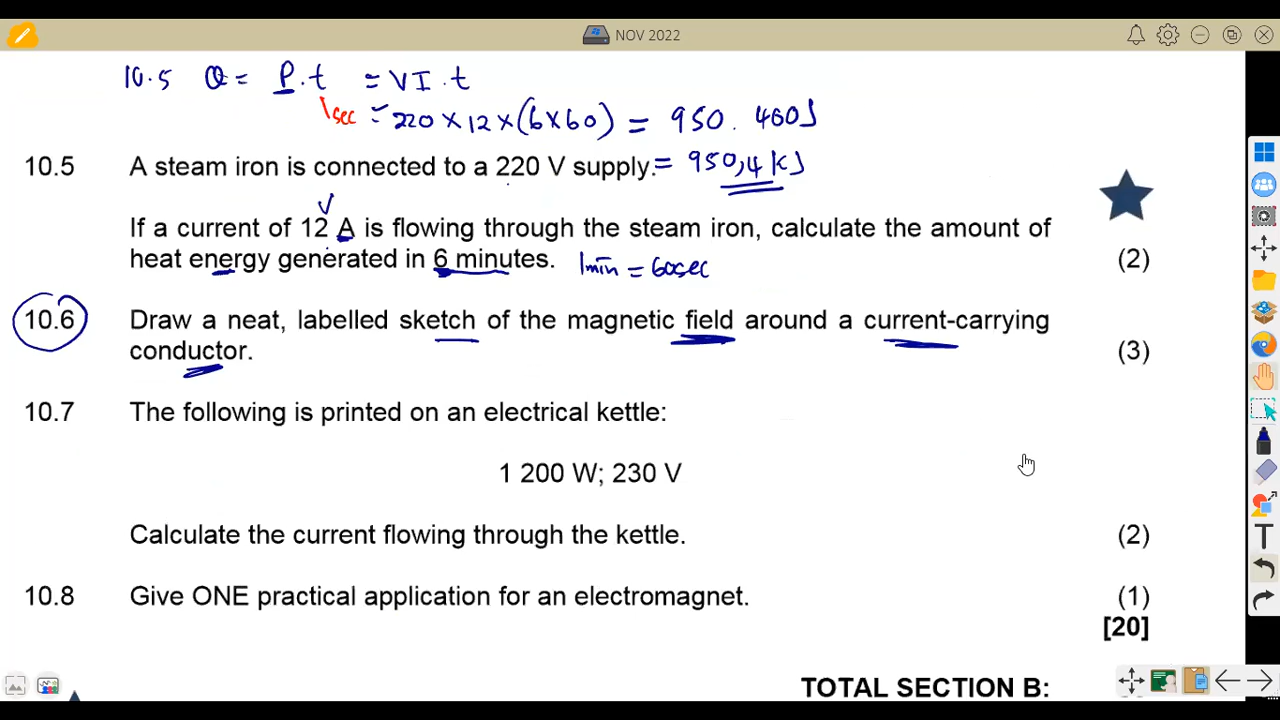 NOV 2022
10.5 Q = P.t = VI.t
sec = 220 × 12 × (6×60) = 950.400J
10.5 A steam iron is connected to a 220 V supply. = 950,4 kJ
If a current of 12 A is flowing through the steam iron, calculate the amount of
heat energy generated in 6 minutes. 1min = 60sec (2)
10.6 Draw a neat, labelled sketch of the magnetic field around a current-carrying
conductor. (3)
10.7 The following is printed on an electrical kettle:
1 200 W; 230 V
Calculate the current flowing through the kettle. (2)
10.8 Give ONE practical application for an electromagnet. (1)
[20]
TOTAL SECTION B: